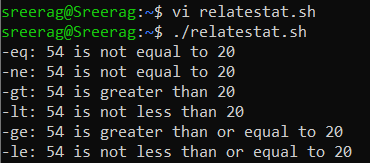 sreerag@Sreerag:~$ vi relatestat.sh
sreerag@Sreerag:~$ ./relatestat.sh
-eq: 54 is not equal to 20
-ne: 54 is not equal to 20
-gt: 54 is greater than 20
-lt: 54 is not less than 20
-ge: 54 is greater than or equal to 20
-le: 54 is not less than or equal to 20